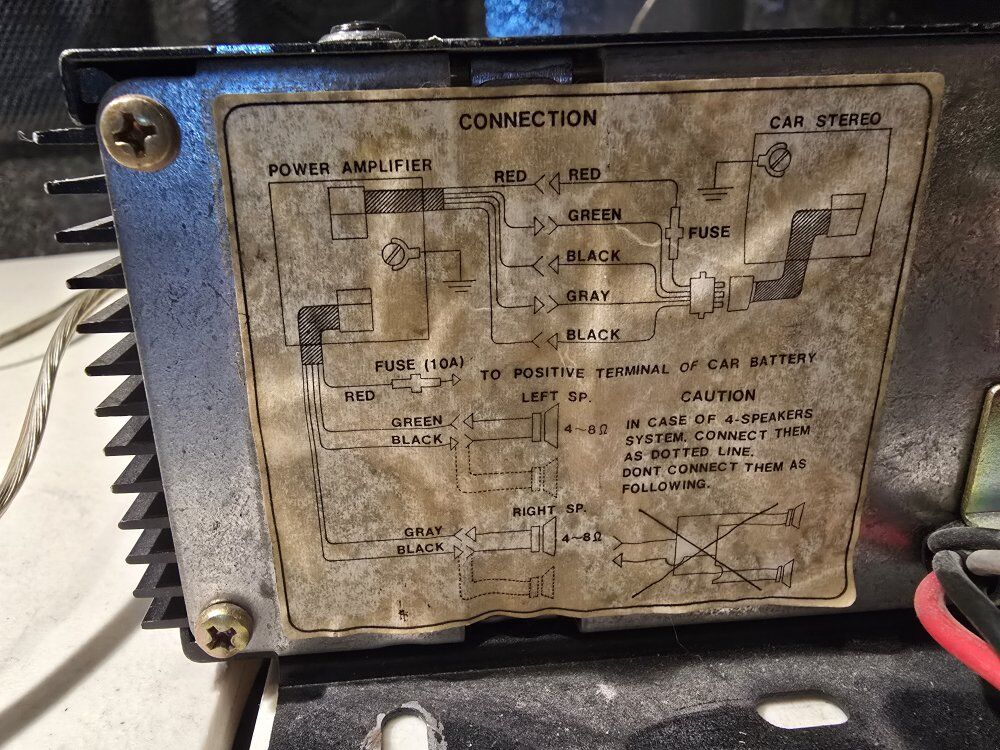 CONNECTION
CAR STEREO
POWER AMPLIFIER
RED RED
GREEN
FUSE
BLACK
GRAY
BLACK
FUSE (10A)
TO POSITIVE TERMINAL OF CAR BATTERY
RED
LEFT SP.
CAUTION
GREEN
BLACK
4~8Ω
IN CASE OF 4-SPEAKERS
SYSTEM, CONNECT THEM
AS DOTTED LINE.
DONT CONNECT THEM AS
FOLLOWING.
RIGHT SP.
GRAY
BLACK
4~8Ω